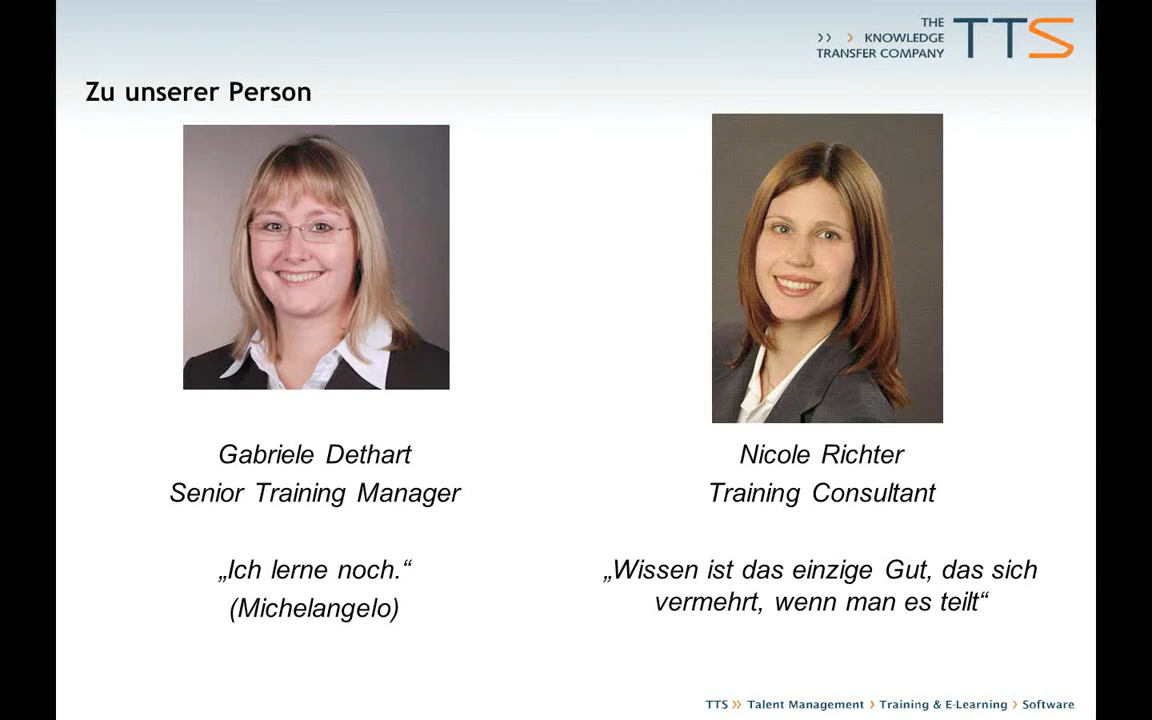 THE
›› › KNOWLEDGE
TRANSFER COMPANY
TTS
Zu unserer Person
Gabriele Dethart
Senior Training Manager
„Ich lerne noch.“
(Michelangelo)
Nicole Richter
Training Consultant
„Wissen ist das einzige Gut, das sich
vermehrt, wenn man es teilt“
TTS ›› Talent Management › Training & E-Learning › Software